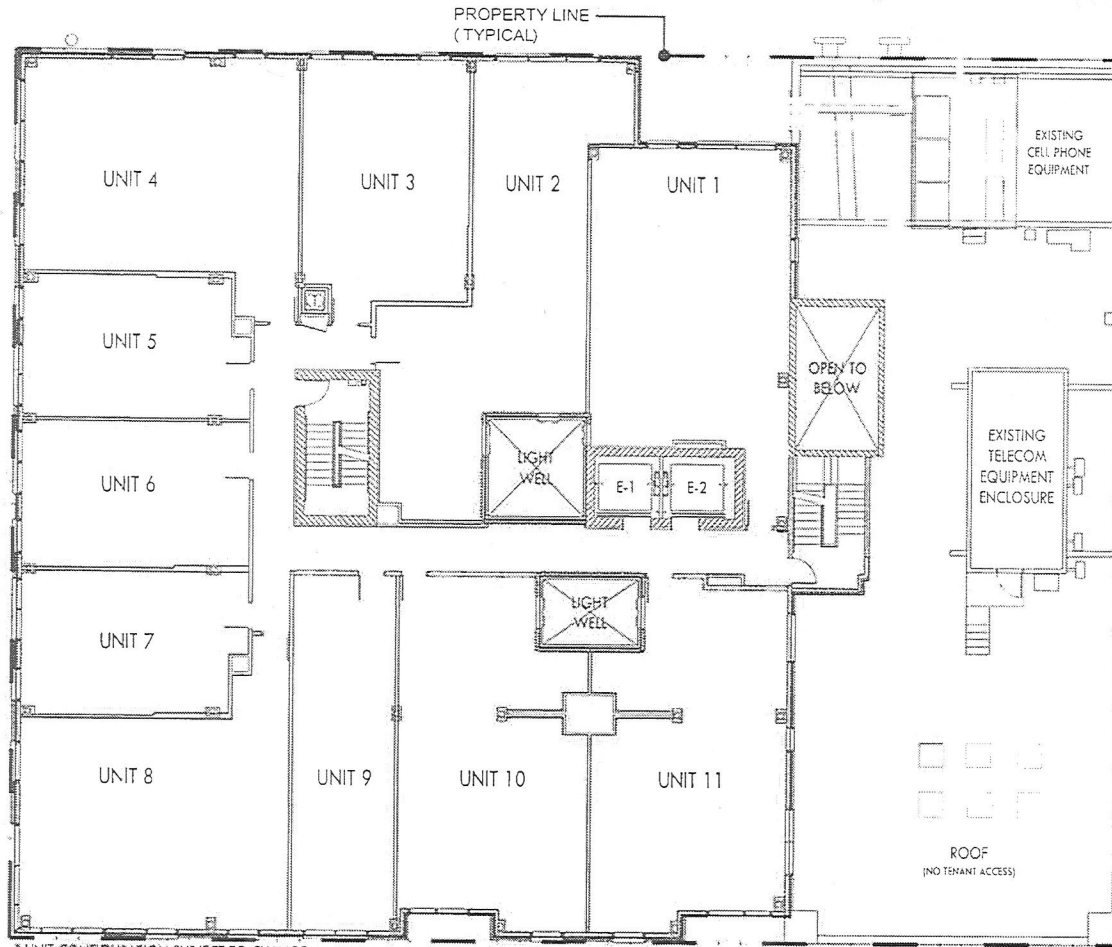 PROPERTY LINE
(TYPICAL)
UNIT 4
UNIT 3
UNIT 2
UNIT 1
EXISTING
CELL PHONE
EQUIPMENT
UNIT 5
OPEN TO
BELOW
UNIT 6
LIGHT
WELL
E-1
E-2
EXISTING
TELECOM
EQUIPMENT
ENCLOSURE
UNIT 7
LIGHT
WELL
UNIT 8
UNIT 9
UNIT 10
UNIT 11
ROOF
(NO TENANT ACCESS)